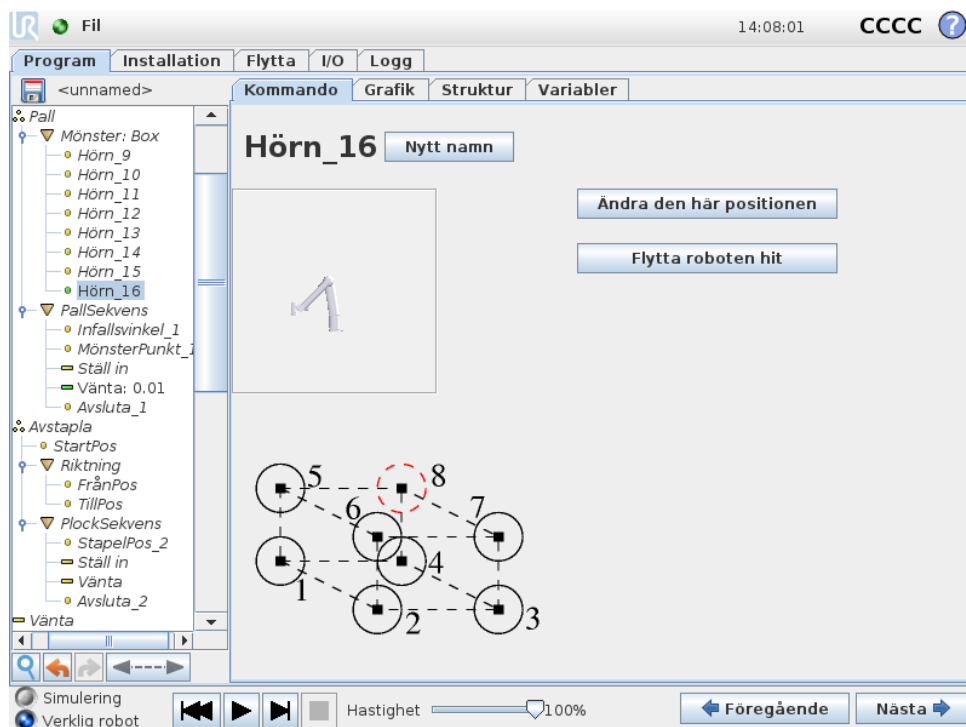 UR Fil 14:08:01 CCCC ?
Program Installation Flytta I/O Logg
<unnamed>
Kommando Grafik Struktur Variabler
Pall
Mönster: Box
Hörn_9
Hörn_10
Hörn_11
Hörn_12
Hörn_13
Hörn_14
Hörn_15
Hörn_16
PallSekvens
Infallsvinkel_1
MönsterPunkt_1
Ställ in
Vänta: 0.01
Avsluta_1
Avstapla
StartPos
Riktning
FrånPos
TillPos
PlockSekvens
StapelPos_2
Ställ in
Vänta
Avsluta_2
Vänta
Hörn_16 Nytt namn
Ändra den här positionen
Flytta roboten hit
5 8
6 7
1 4
2 3
Simulering
Verklig robot
Hastighet 100%
Föregående Nästa